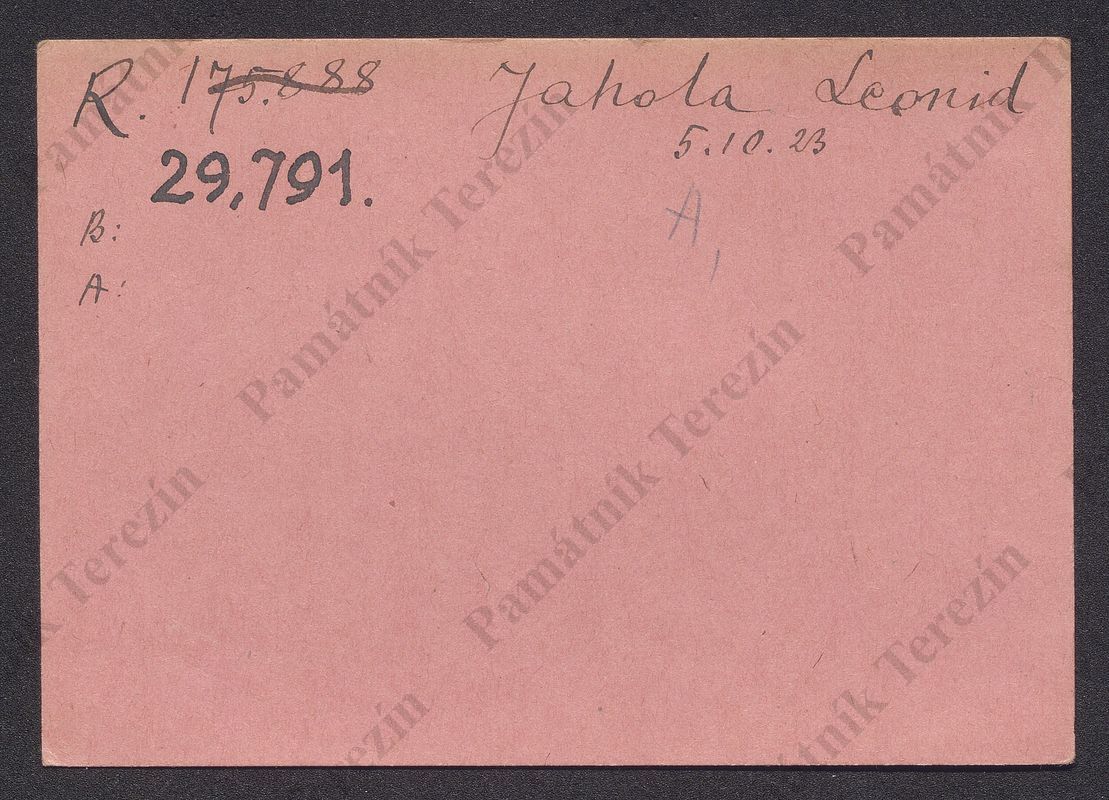 R. 175.888 Jahola Leonid
5.10.23
29.791.
A,
B:
A:
Památník Terezín